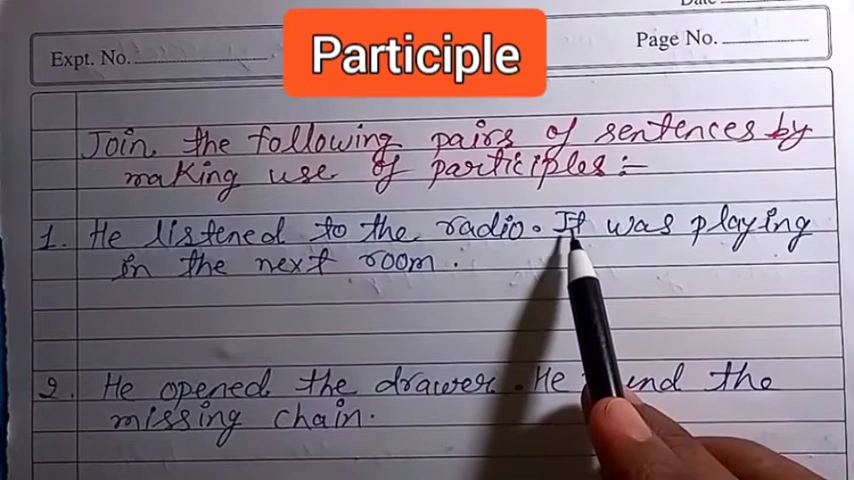 Date
Participle
Expt. No.
Page No.
Join the following pairs of sentences by
making use of participles :-
1. He listened to the radio. It was playing
in the next room.
2. He opened the drawer. He the
missing chain.